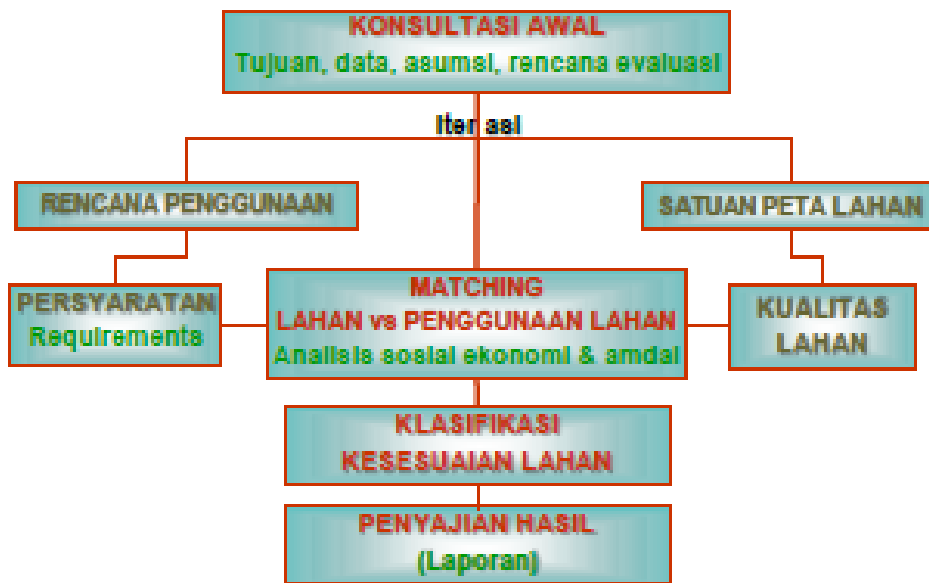 KONSULTASI AWAL
Tujuan, data, asumsi, rencana evaluasi
Iterasi
RENCANA PENGGUNAAN
SATUAN PETA LAHAN
PERSYARATAN
Requirements
MATCHING
LAHAN vs PENGGUNAAN LAHAN
Analisis sosial ekonomi & amdal
KUALITAS
LAHAN
KLASIFIKASI
KESESUAIAN LAHAN
PENYAJIAN HASIL
(Laporan)